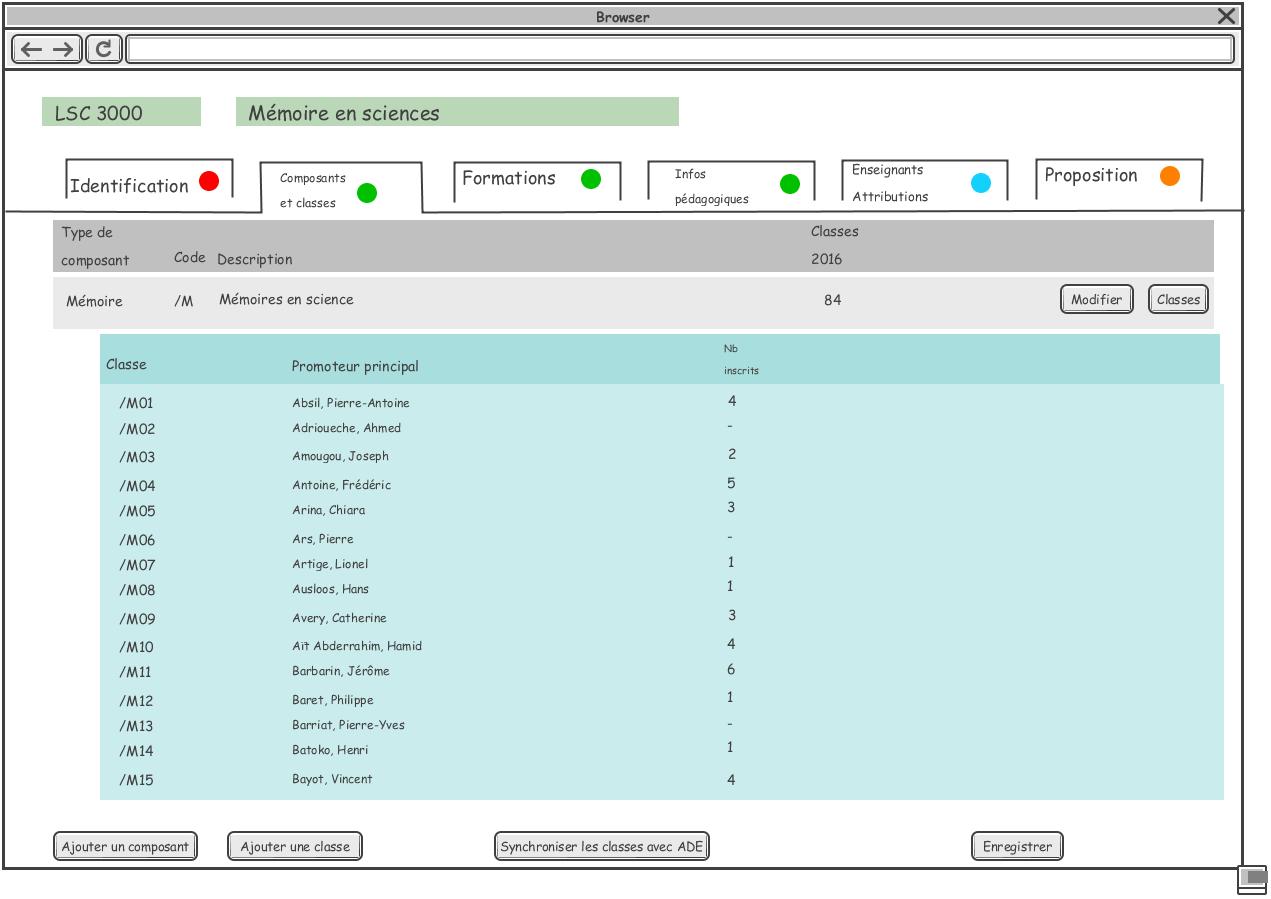 Browser
LSC 3000 Mémoire en sciences
Identification
Composants
et classes
Formations
Infos
pédagogiques
Enseignants
Attributions
Proposition
Type de
composant Code Description
Classes
2016
Mémoire /M Mémoires en science 84 Modifier Classes
Classe Promoteur principal
Nb
inscrits
/M01 Absil, Pierre-Antoine 4
/M02 Adrioueche, Ahmed -
/M03 Amougou, Joseph 2
/M04 Antoine, Frédéric 5
/M05 Arina, Chiara 3
/M06 Ars, Pierre -
/M07 Artige, Lionel 1
/M08 Ausloos, Hans 1
/M09 Avery, Catherine 3
/M10 Aït Abderrahim, Hamid 4
/M11 Barbarin, Jérôme 6
/M12 Baret, Philippe 1
/M13 Barriat, Pierre-Yves -
/M14 Batoko, Henri 1
/M15 Bayot, Vincent 4
Ajouter un composant Ajouter une classe Synchroniser les classes avec ADE Enregistrer